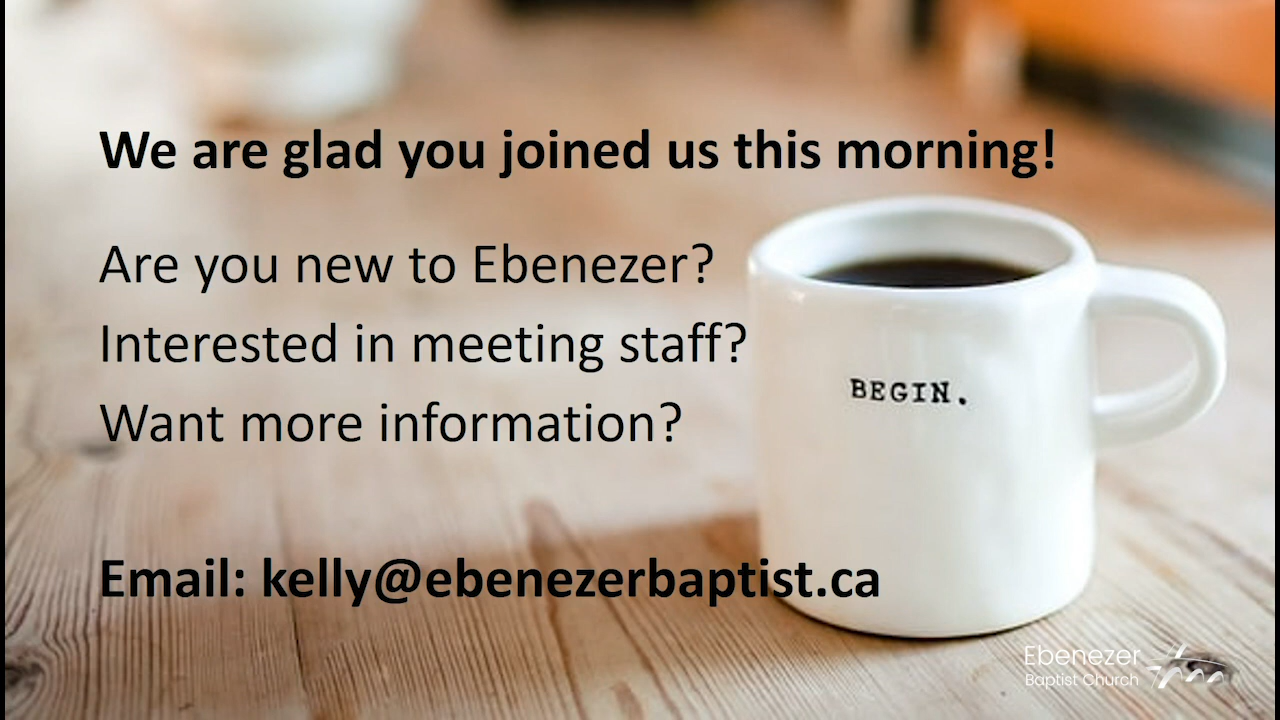 We are glad you joined us this morning!
Are you new to Ebenezer?
Interested in meeting staff?
Want more information?
BEGIN.
Email: kelly@ebenezerbaptist.ca
Ebenezer
Baptist Church